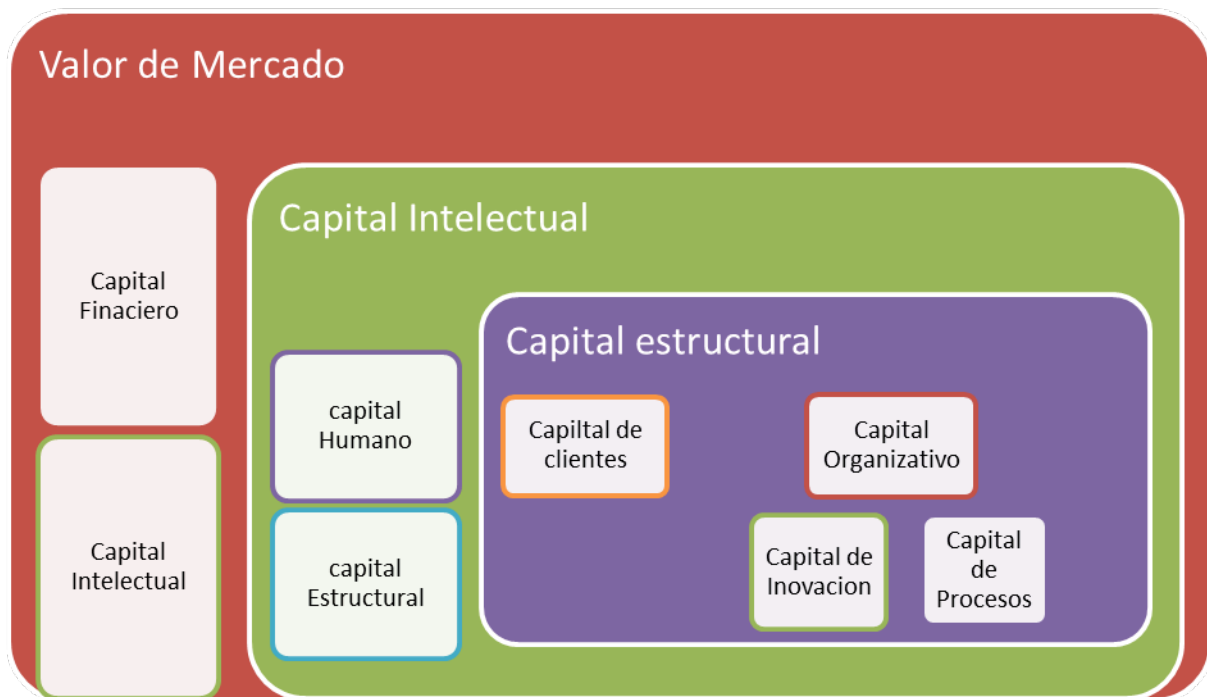 Valor de Mercado
Capital
Finaciero
Capital
Intelectual
Capital Intelectual
capital
Humano
capital
Estructural
Capital estructural
Capiltal de
clientes
Capital
Organizativo
Capital de
Inovacion
Capital
de
Procesos